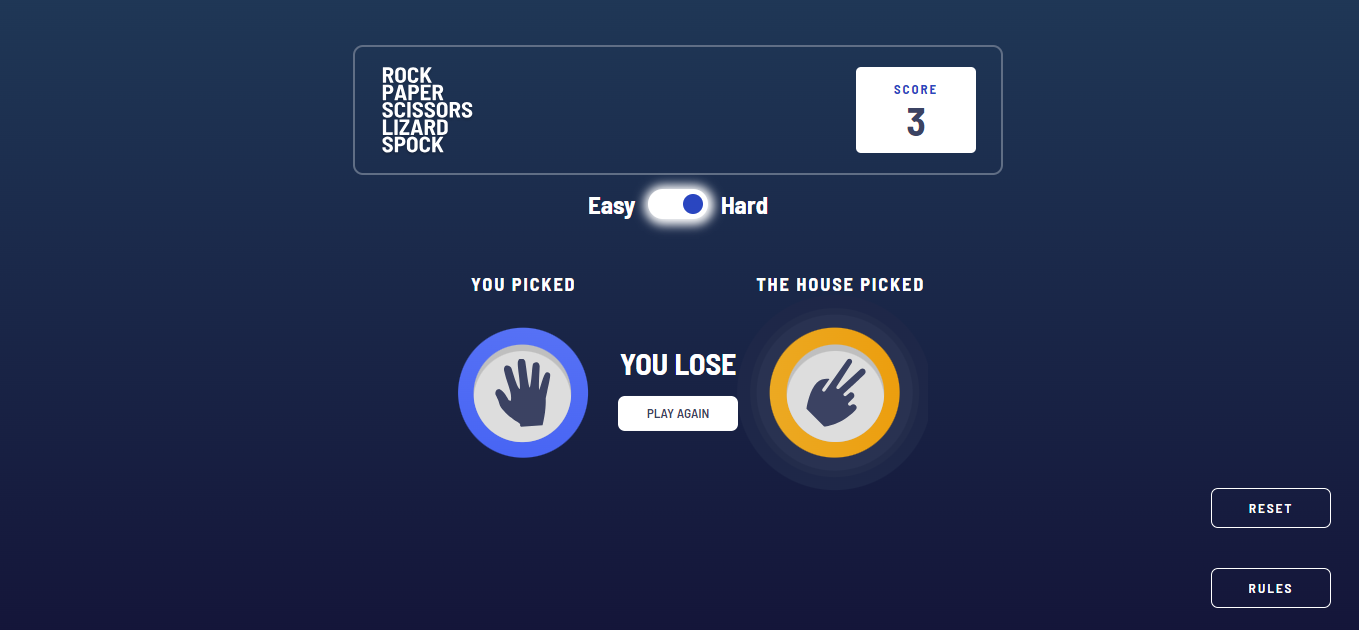 ROCK
PAPER
SCISSORS
LIZARD
SPOCK
SCORE
3
Easy Hard
YOU PICKED
THE HOUSE PICKED
YOU LOSE
PLAY AGAIN
RESET
RULES